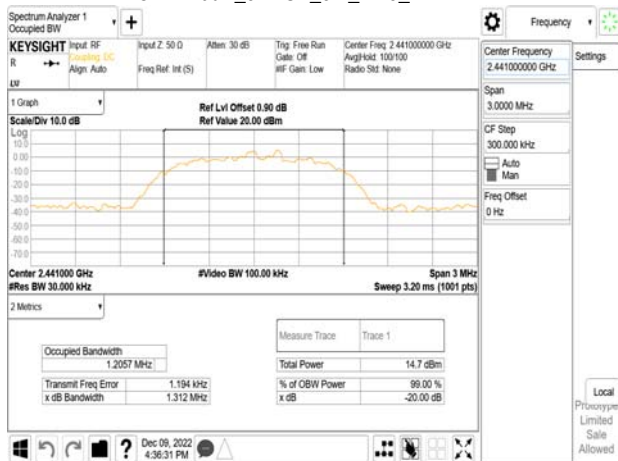 Spectrum Analyzer 1
Occupied BW
+
Frequency
KEYSIGHT Input: RF
R
Coupling: DC
Align: Auto
LXI
Input Z: 50 Ω
Freq Ref: Int (S)
Atten: 30 dB
Trig: Free Run
Gate: Off
#IF Gain: Low
Center Freq: 2.441000000 GHz
Avg|Hold: 100/100
Radio Std: None
Center Frequency
2.441000000 GHz
Settings
Span
3.0000 MHz
CF Step
300.000 kHz
Auto
Man
Freq Offset
0 Hz
1 Graph
Scale/Div 10.0 dB
Ref Lvl Offset 0.90 dB
Ref Value 20.00 dBm
Log
10.0
0.00
-10.0
-20.0
-30.0
-40.0
-50.0
-60.0
-70.0
Center 2.441000 GHz
#Res BW 30.000 kHz
#Video BW 100.00 kHz
Span 3 MHz
Sweep 3.20 ms (1001 pts)
2 Metrics
Measure Trace Trace 1
Occupied Bandwidth
1.2057 MHz
Total Power 14.7 dBm
Transmit Freq Error 1.194 kHz
% of OBW Power 99.00 %
x dB Bandwidth 1.312 MHz
x dB -20.00 dB
Local
Prototype
Limited
Sale
Allowed
?
Dec 09, 2022
4:36:31 PM